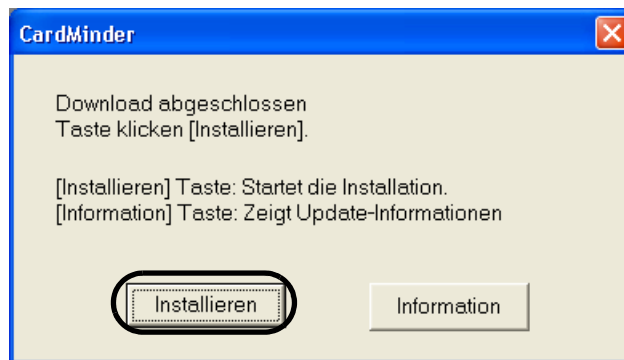 CardMinder
Download abgeschlossen
Taste klicken [Installieren].
[Installieren] Taste: Startet die Installation.
[Information] Taste: Zeigt Update-Informationen
Installieren
Information